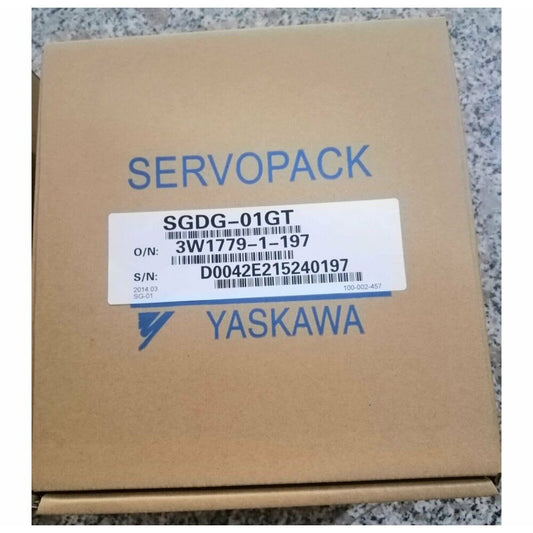 SERVOPACK
SGDG-01GT
O/N: 3W1779-1-197
S/N: D0042E215240197
2014.03
SG-01 100-002-457
YASKAWA